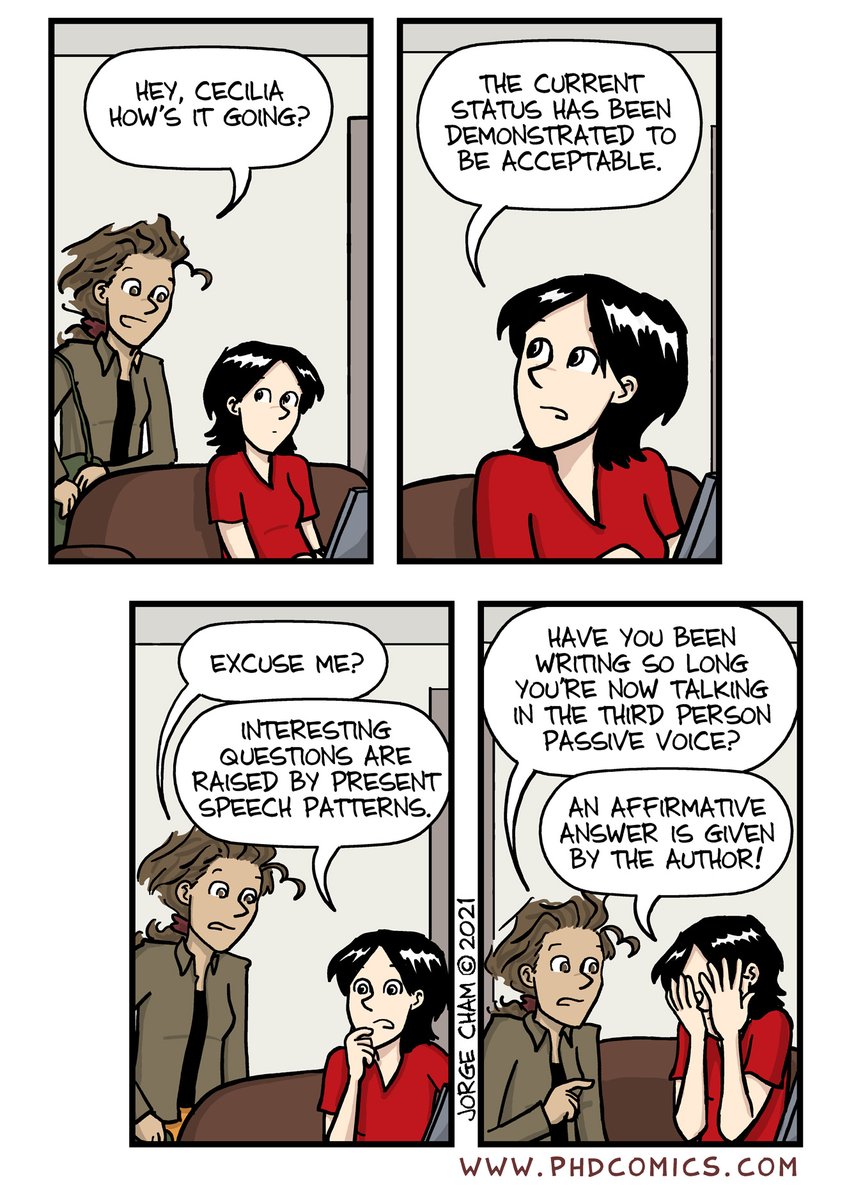 HEY, CECILIA
HOW'S IT GOING?
THE CURRENT
STATUS HAS BEEN
DEMONSTRATED TO
BE ACCEPTABLE.
EXCUSE ME?
INTERESTING
QUESTIONS ARE
RAISED BY PRESENT
SPEECH PATTERNS.
HAVE YOU BEEN
WRITING SO LONG
YOU'RE NOW TALKING
IN THE THIRD PERSON
PASSIVE VOICE?
AN AFFIRMATIVE
ANSWER IS GIVEN
BY THE AUTHOR!
JORGE CHAM © 2021
WWW.PHDCOMICS.COM